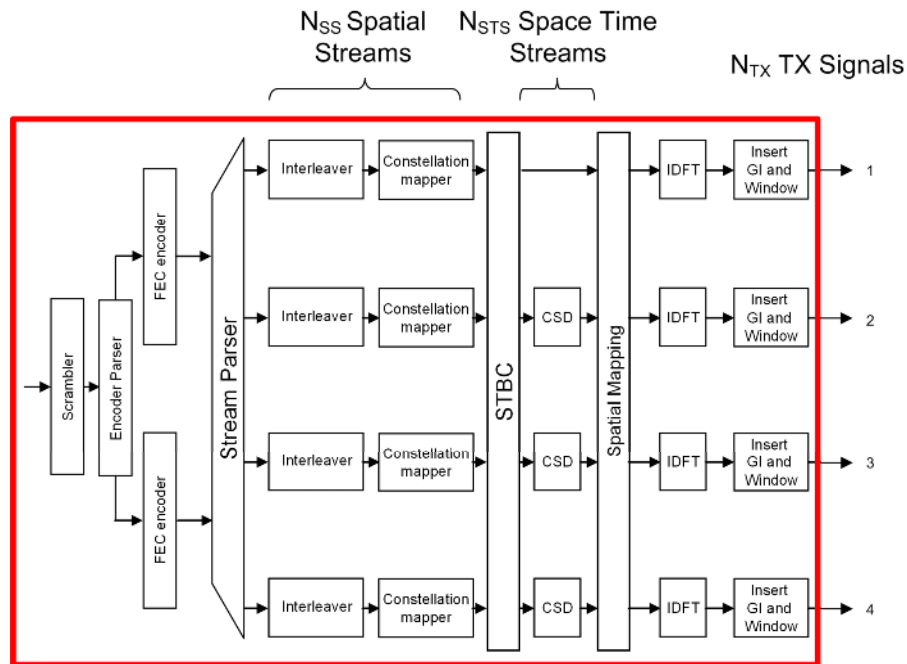 N_SS Spatial
Streams
N_STS Space Time
Streams
N_TX TX Signals
Scrambler
Encoder Parser
FEC encoder
FEC encoder
Stream Parser
Interleaver
Constellation
mapper
STBC
Spatial Mapping
IDFT
Insert
GI and
Window
1
Interleaver
Constellation
mapper
CSD
IDFT
Insert
GI and
Window
2
Interleaver
Constellation
mapper
CSD
IDFT
Insert
GI and
Window
3
Interleaver
Constellation
mapper
CSD
IDFT
Insert
GI and
Window
4